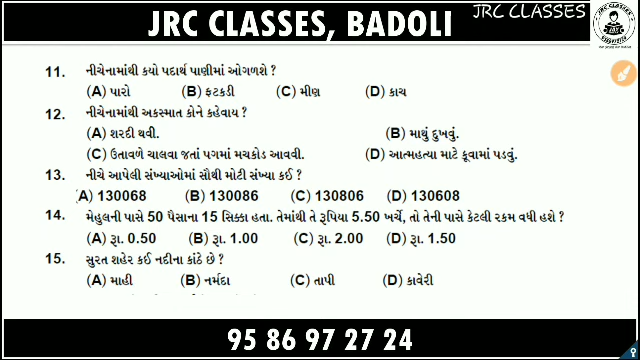 JRC CLASSES, BADOLI
JRC CLASSES
JRC CLASSES
11. નીચેનામાંથી કયો પદાર્થ પાણીમાં ઓગળશે ?
(A) પારો (B) ફટકડી (C) મીણ (D) કાચ
12. નીચેનામાંથી અકસ્માત કોને કહેવાય ?
(A) શરદી થવી. (B) માથું દુખવું.
(C) ઉતાવળે ચાલવા જતાં પગમાં મચકોડ આવવી. (D) આત્મહત્યા માટે કૂવામાં પડવું.
13. નીચે આપેલી સંખ્યાઓમાં સૌથી મોટી સંખ્યા કઈ ?
(A) 130068 (B) 130086 (C) 130806 (D) 130608
14. મેહુલની પાસે 50 પૈસાના 15 સિક્કા હતા. તેમાંથી તે રૂપિયા 5.50 ખર્ચે, તો તેની પાસે કેટલી રકમ વધી હશે ?
(A) રૂા. 0.50 (B) રૂા. 1.00 (C) રૂા. 2.00 (D) રૂા. 1.50
15. સુરત શહેર કઈ નદીના કાંઠે છે ?
(A) માહી (B) નર્મદા (C) તાપી (D) કાવેરી
95 86 97 27 24